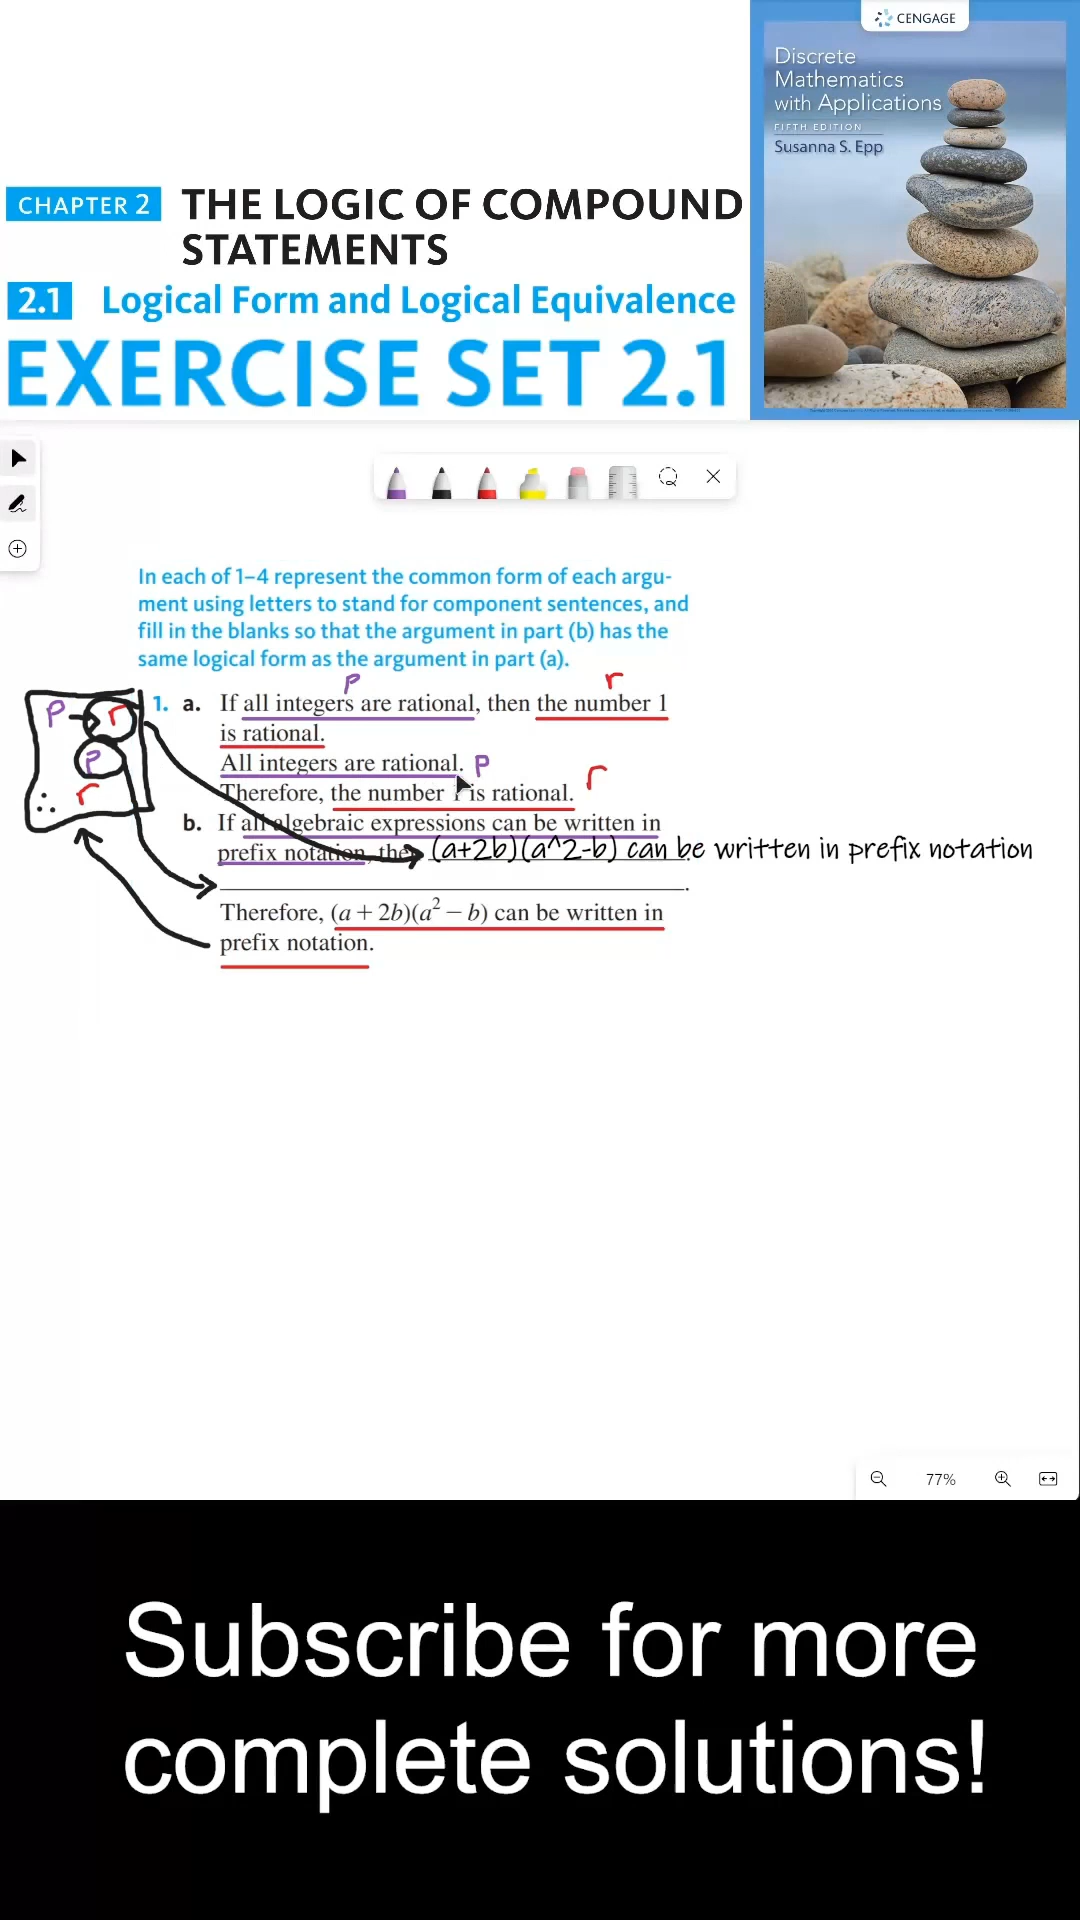 CENGAGE
Discrete
Mathematics
with Applications
FIFTH EDITION
Susanna S. Epp
CHAPTER 2 THE LOGIC OF COMPOUND
STATEMENTS
2.1 Logical Form and Logical Equivalence
EXERCISE SET 2.1
In each of 1–4 represent the common form of each argu-
ment using letters to stand for component sentences, and
fill in the blanks so that the argument in part (b) has the
same logical form as the argument in part (a).
p r
1. a. If all integers are rational, then the number 1
is rational.
All integers are rational. p
Therefore, the number 1 is rational. r
p → r
p
∴ r
b. If all algebraic expressions can be written in
prefix notation, the (a+2b)(a^2-b) can be written in prefix notation
.
Therefore, (a + 2b)(a² − b) can be written in
prefix notation.
77%
Subscribe for more
complete solutions!